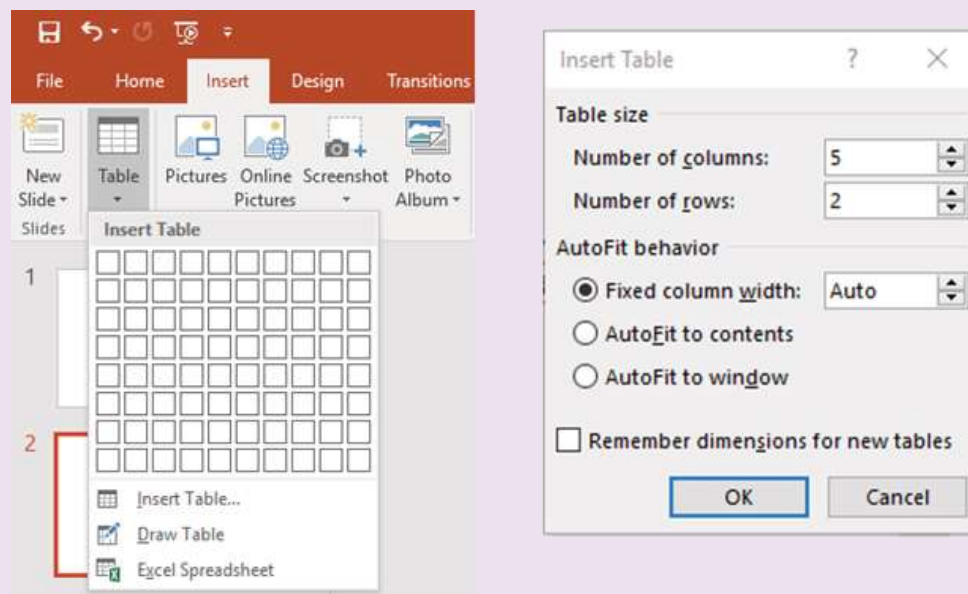 File Home Insert Design Transitions
New Slide Table Pictures Online Pictures Screenshot Photo Album
Slides
Insert Table
1
2
Insert Table...
Draw Table
Excel Spreadsheet
Insert Table ?
Table size
Number of columns: 5
Number of rows: 2
AutoFit behavior
Fixed column width: Auto
AutoFit to contents
AutoFit to window
Remember dimensions for new tables
OK Cancel